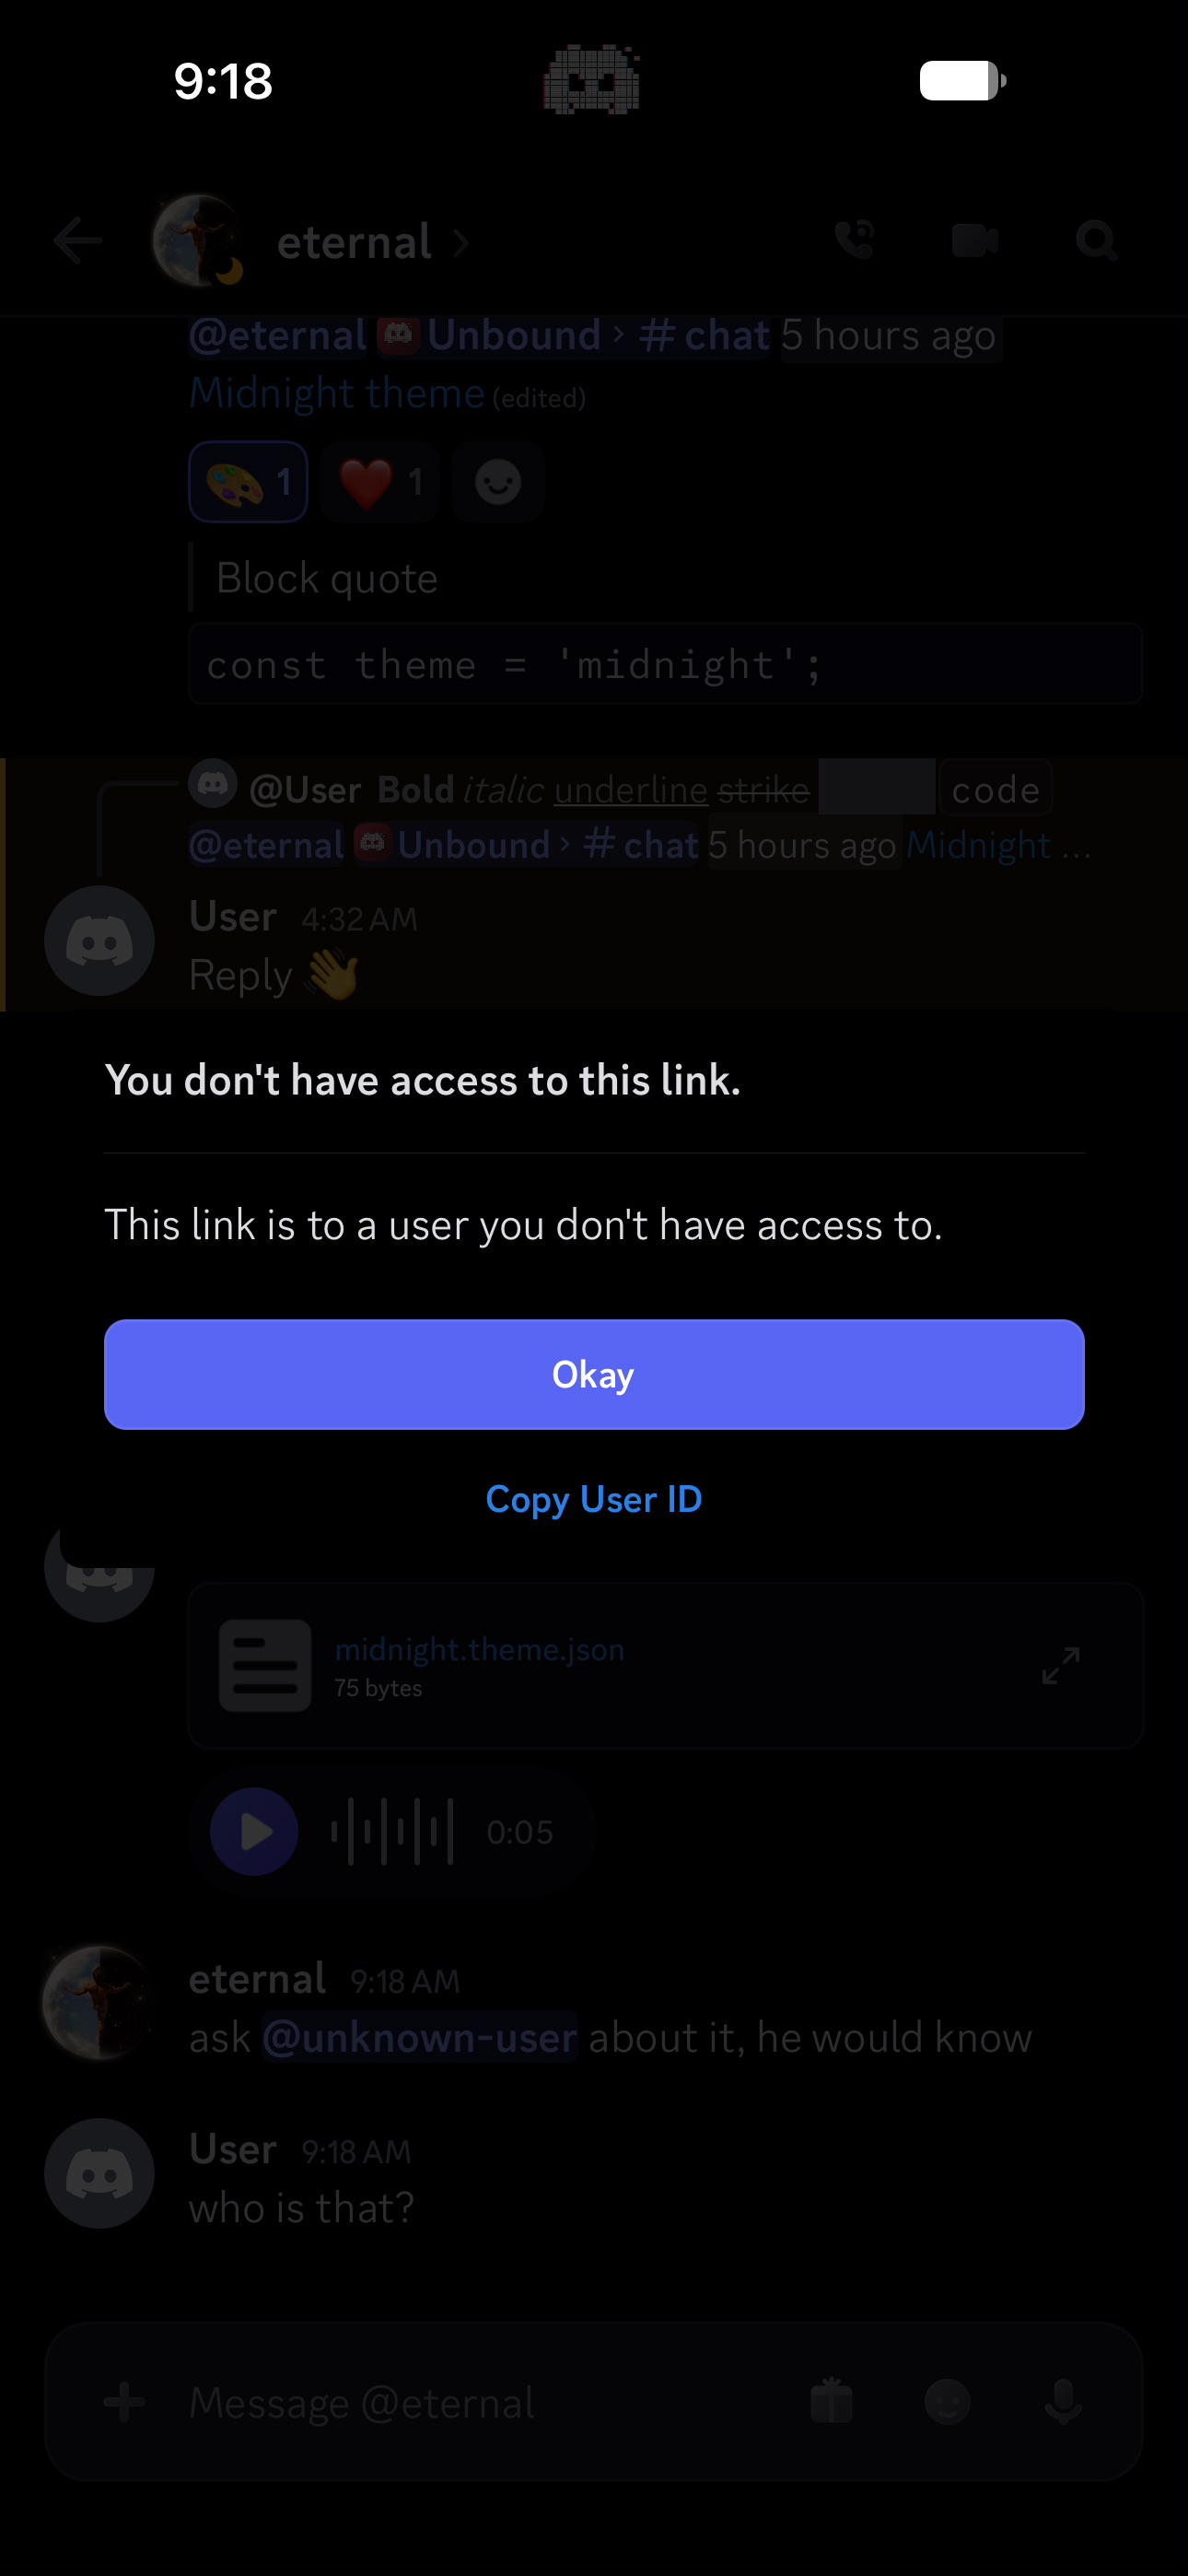 9:18
eternal
@eternal Unbound › # chat 5 hours ago
Midnight theme (edited)
1 1
Block quote
const theme = 'midnight';
@User Bold italic underline strike code
@eternal Unbound › # chat 5 hours ago Midnight ...
User 4:32 AM
Reply 👋
You don't have access to this link.
This link is to a user you don't have access to.
Okay
Copy User ID
midnight.theme.json
75 bytes
0:05
eternal 9:18 AM
ask @unknown-user about it, he would know
User 9:18 AM
who is that?
Message @eternal